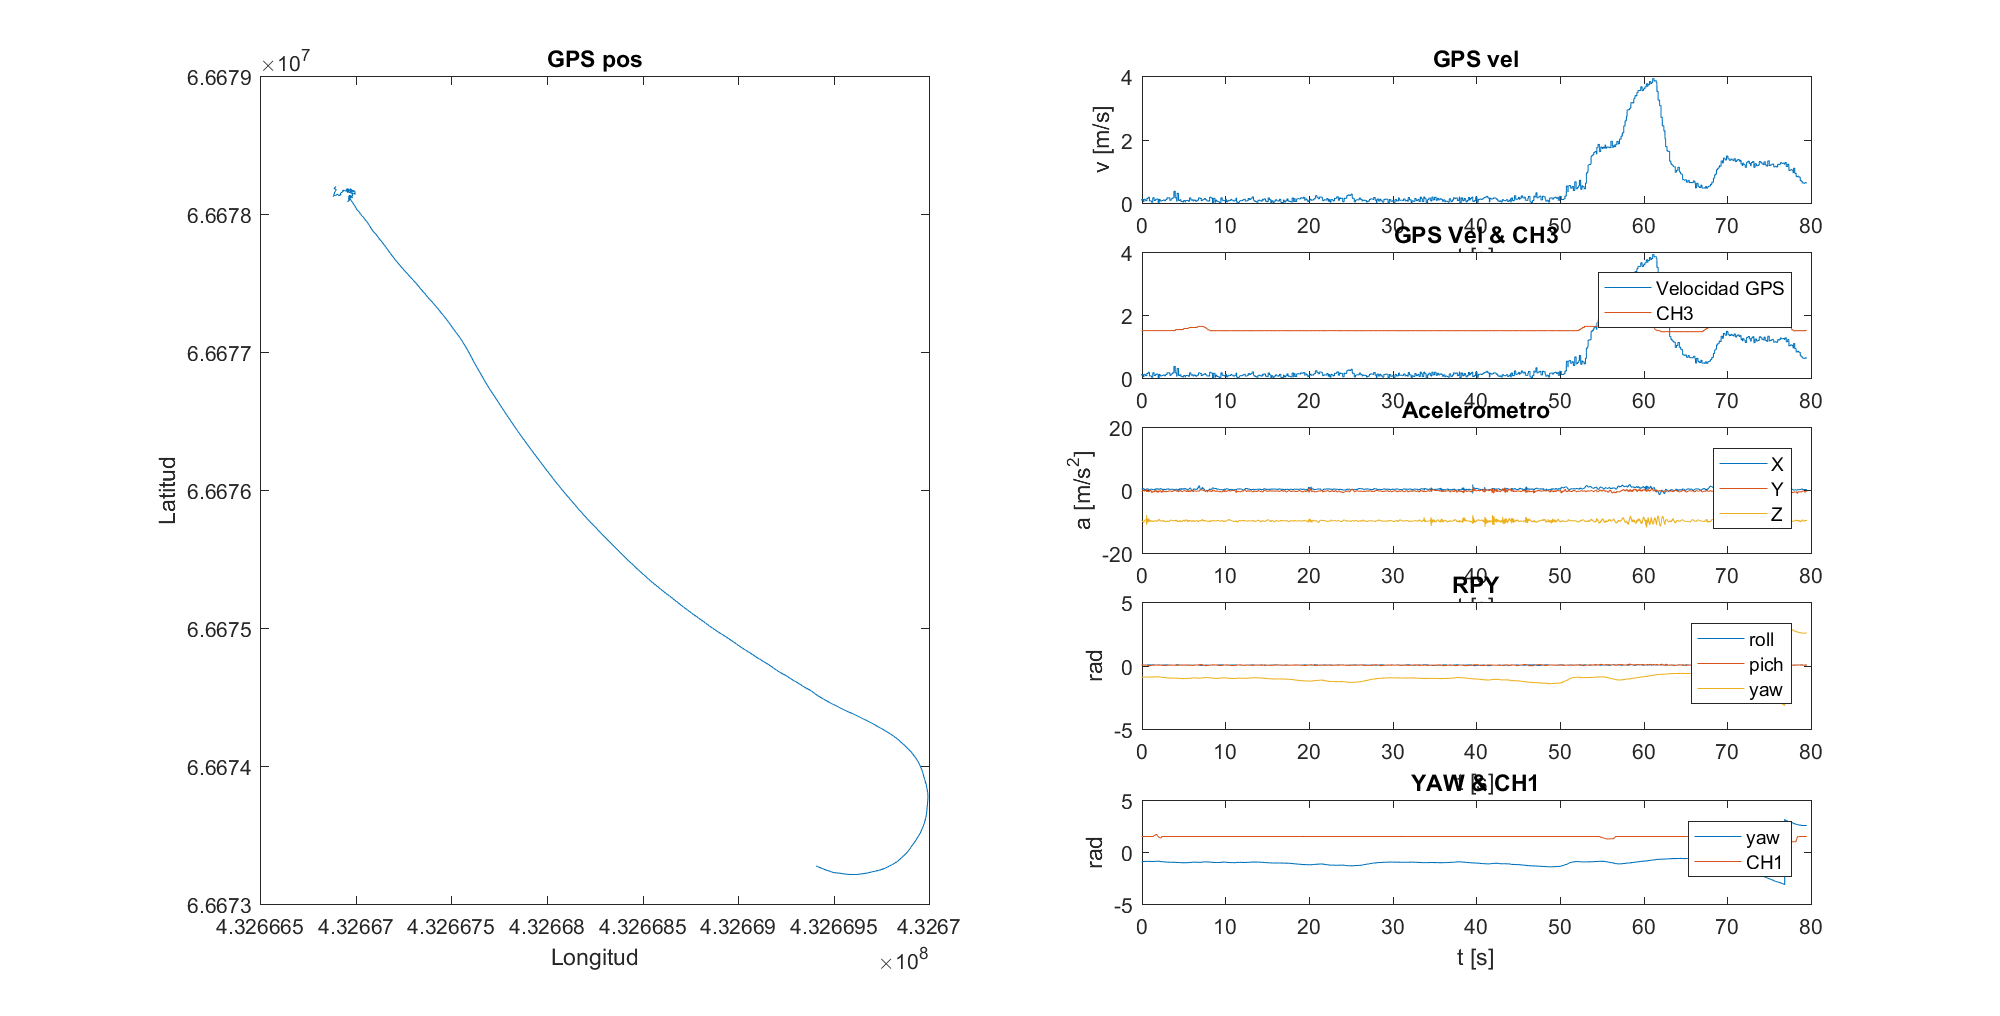 GPS pos
×10⁷
6.6679
6.6678
6.6677
6.6676
6.6675
6.6674
6.6673
Latitud
4.326665 4.32667 4.326675 4.32668 4.326685 4.32669 4.326695 4.3267
Longitud
×10⁸
GPS vel
v [m/s]
4
2
0
0 10 20 30 40 50 60 70 80
GPS Vel & CH3
4
2
0
Velocidad GPS
CH3
0 10 20 30 40 50 60 70 80
Acelerometro
a [m/s²]
20
0
-20
X
Y
Z
0 10 20 30 40 50 60 70 80
RPY
rad
5
0
-5
roll
pich
yaw
0 10 20 30 40 50 60 70 80
t [s]
YAW & CH1
rad
5
0
-5
yaw
CH1
0 10 20 30 40 50 60 70 80
t [s]